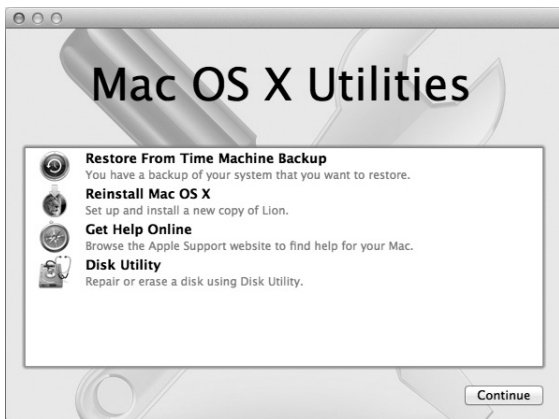 Mac OS X Utilities
Restore From Time Machine Backup
You have a backup of your system that you want to restore.
Reinstall Mac OS X
Set up and install a new copy of Lion.
Get Help Online
Browse the Apple Support website to find help for your Mac.
Disk Utility
Repair or erase a disk using Disk Utility.
Continue